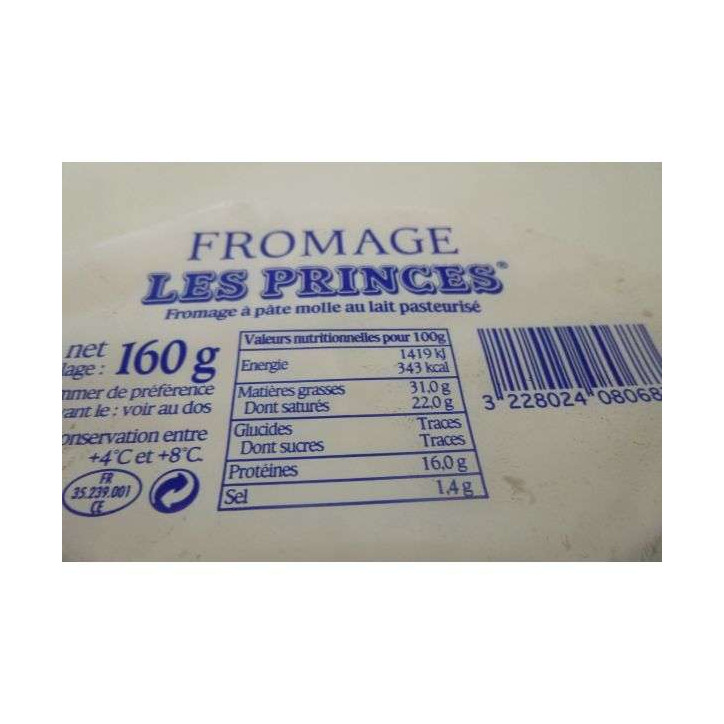 FROMAGE
LES PRINCES®
Fromage à pâte molle au lait pasteurisé
net
lage : 160 g
mmer de préférence
vant le : voir au dos
onservation entre
+4°C et +8°C.
FR
35.239.001
CE
Valeurs nutritionnelles pour 100g
Energie 1419 kJ
343 kcal
Matières grasses 31.0 g
Dont saturés 22.0 g
Glucides Traces
Dont sucres Traces
Protéines 16.0 g
Sel 1.4 g
3 228024 08068